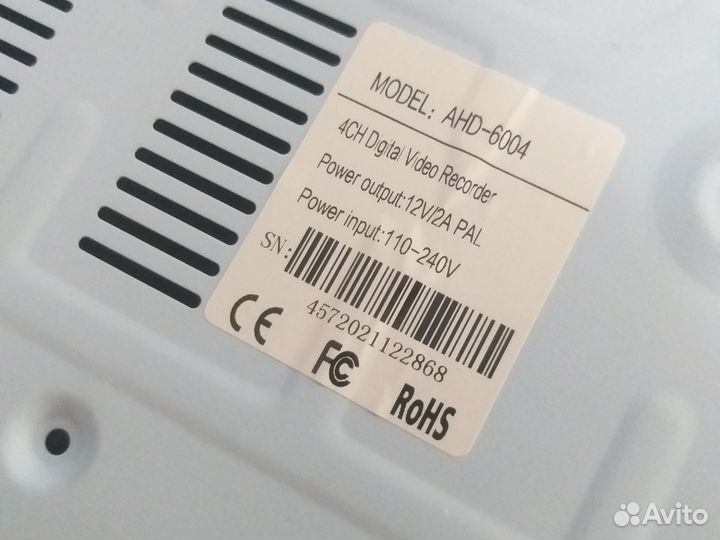 MODEL: AHD-6004
4CH Digital Video Recorder
Power output:12V/2A PAL
Power input:110-240V
SN:
4572021122868
CE FC RoHS
Avito